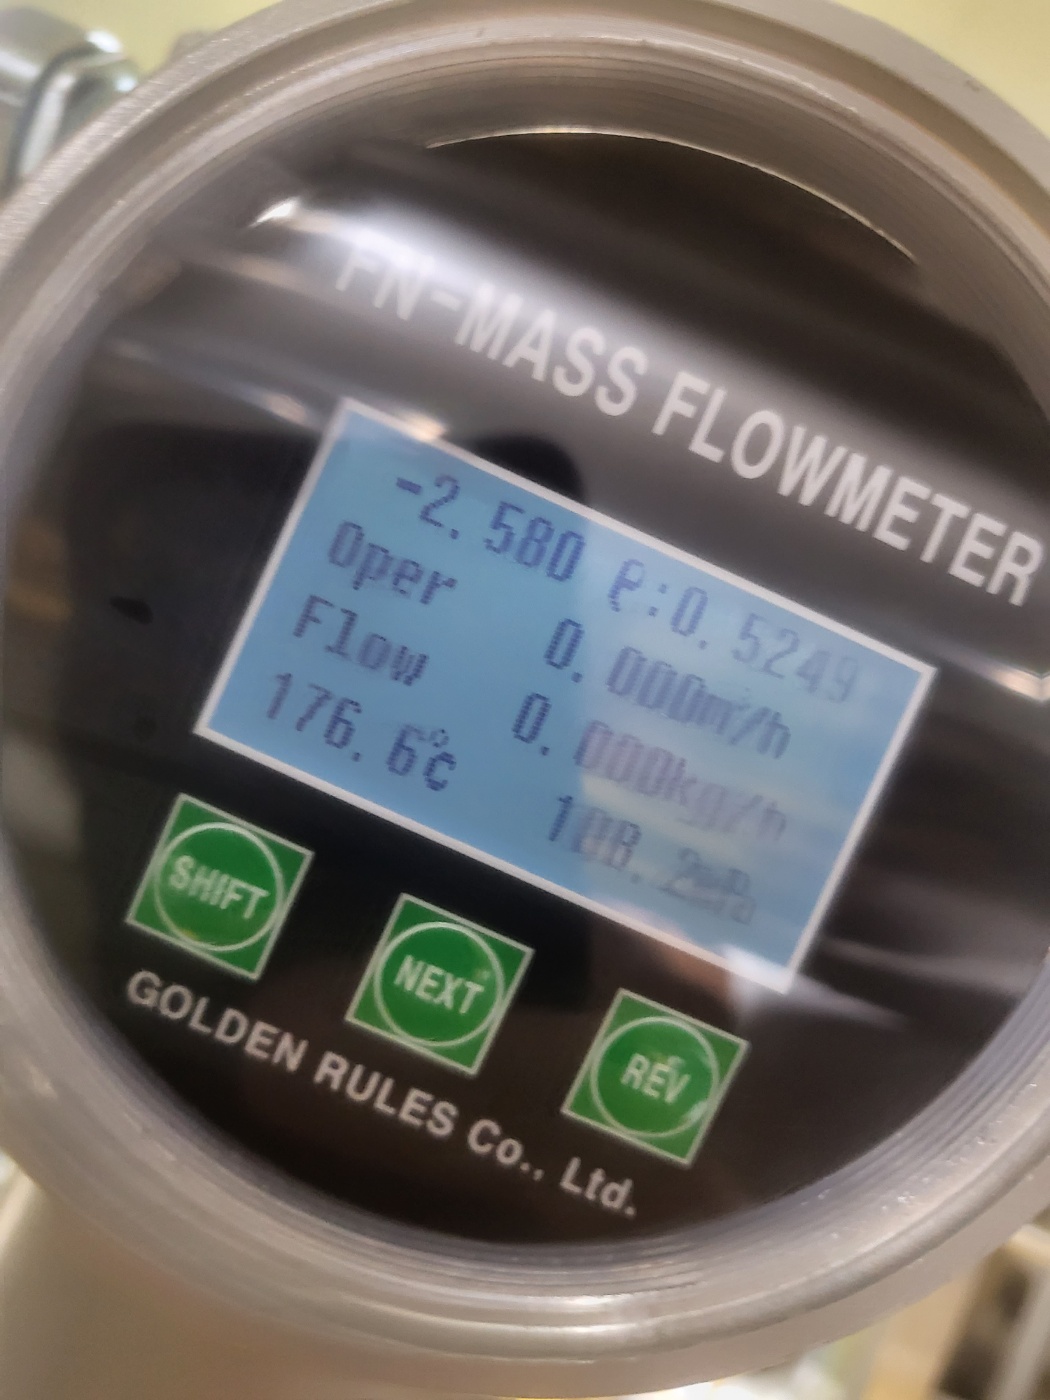 FN-MASS FLOWMETER
-2.580 ρ:0.5249
Oper 0.000m³/h
Flow 0.000kg/h
176.6℃
SHIFT
NEXT
REV
GOLDEN RULES Co., Ltd.